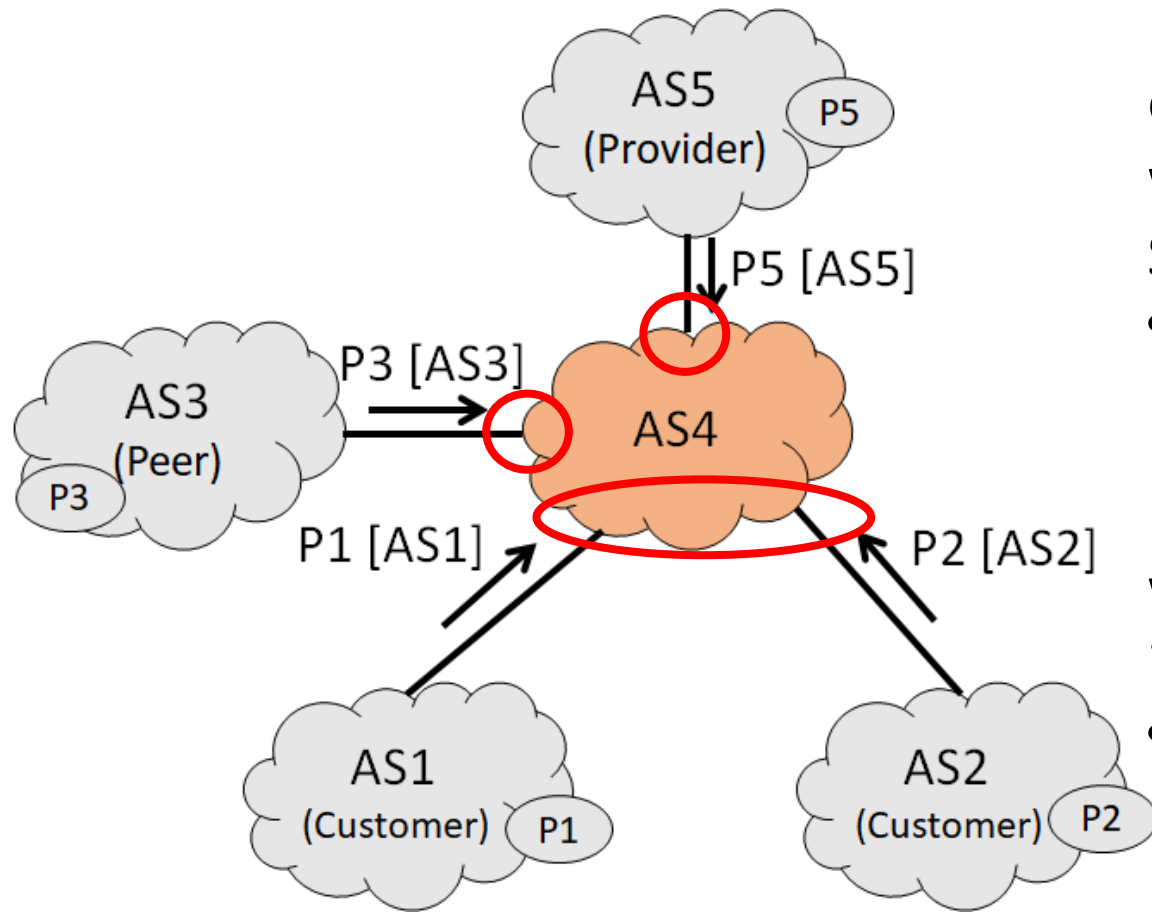 AS5
(Provider)
P5
P5 [AS5]
P3 [AS3]
AS3
(Peer)
P3
AS4
P1 [AS1]
P2 [AS2]
AS1
(Customer)
P1
AS2
(Customer)
P2